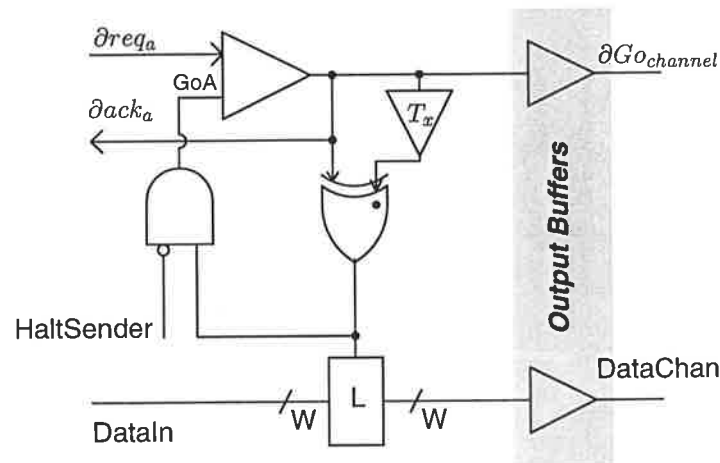 ∂req_a
GoA
∂ack_a
T_x
∂Go_channel
Output Buffers
HaltSender
DataChan
L
W
W
DataIn